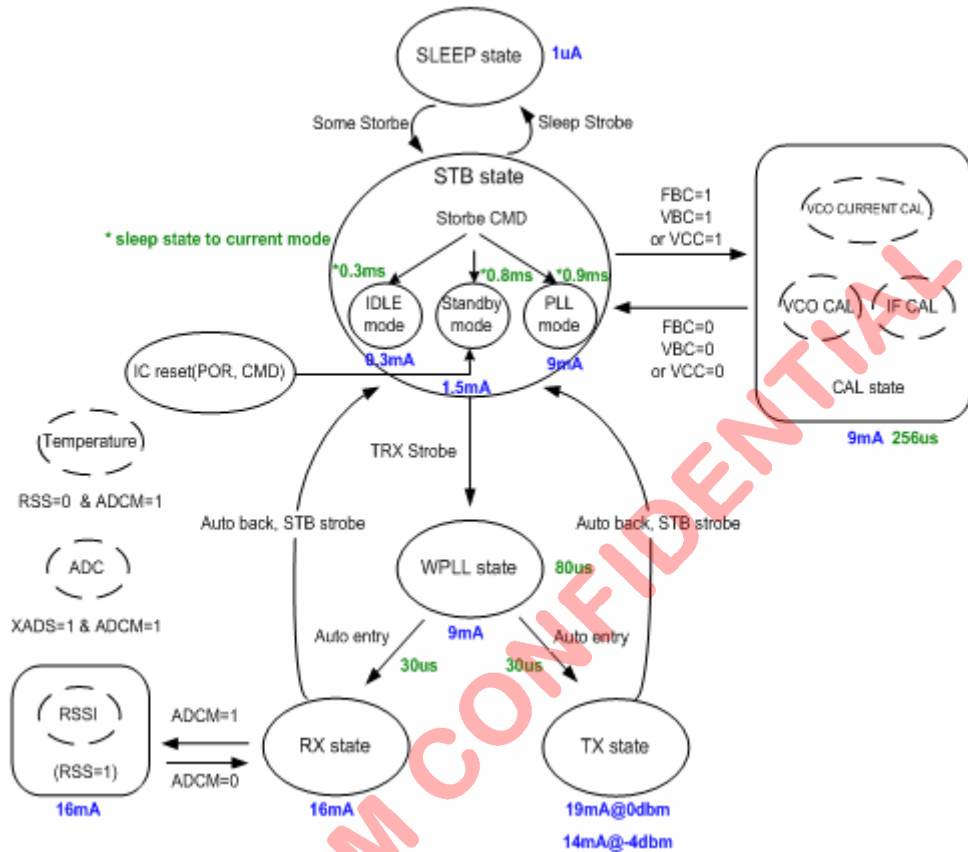 SLEEP state
1uA
Some Storbe
Sleep Strobe
STB state
Storbe CMD
* sleep state to current mode
*0.3ms
*0.8ms
*0.9ms
IDLE
mode
Standby
mode
PLL
mode
0.3mA
1.5mA
9mA
FBC=1
VBC=1
or VCC=1
FBC=0
VBC=0
or VCC=0
VCO CURRENT CAL
VCO CAL
IF CAL
CAL state
9mA 256us
IC reset(POR, CMD)
Temperature
RSS=0 & ADCM=1
ADC
XADS=1 & ADCM=1
TRX Strobe
Auto back, STB strobe
Auto back, STB strobe
WPLL state
80us
9mA
Auto entry
Auto entry
30us
30us
RSSI
(RSS=1)
16mA
ADCM=1
ADCM=0
RX state
16mA
TX state
19mA@0dbm
14mA@-4dbm
M CONFIDENTIAL